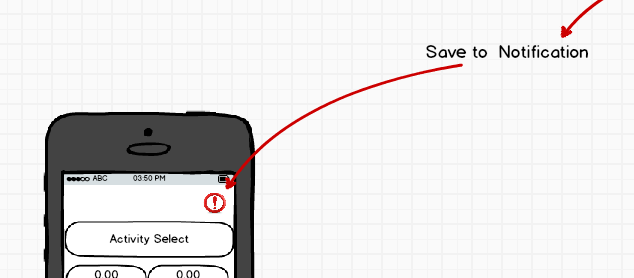 Save to Notification
ABC 03:50 PM
!
Activity Select
0.00 0.00